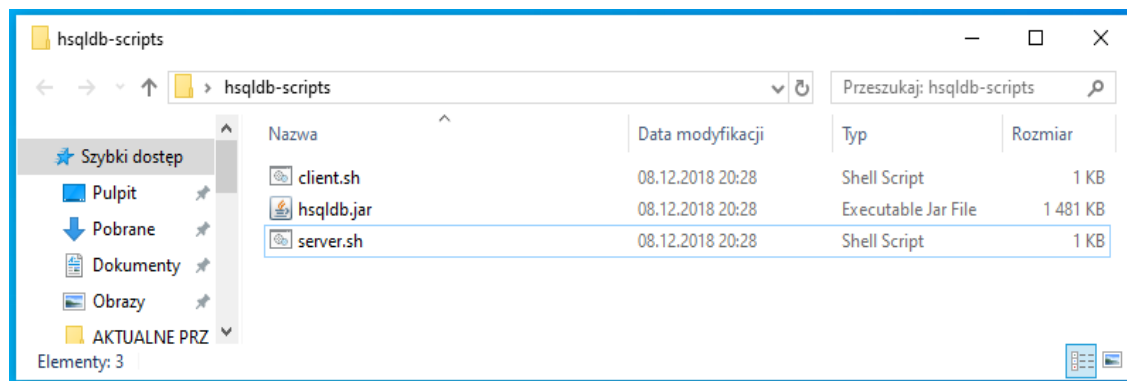 hsqldb-scripts
hsqldb-scripts
Przeszukaj: hsqldb-scripts
Szybki dostęp
Pulpit
Pobrane
Dokumenty
Obrazy
AKTUALNE PRZ
Nazwa Data modyfikacji Typ Rozmiar
client.sh 08.12.2018 20:28 Shell Script 1 KB
hsqldb.jar 08.12.2018 20:28 Executable Jar File 1 481 KB
server.sh 08.12.2018 20:28 Shell Script 1 KB
Elementy: 3